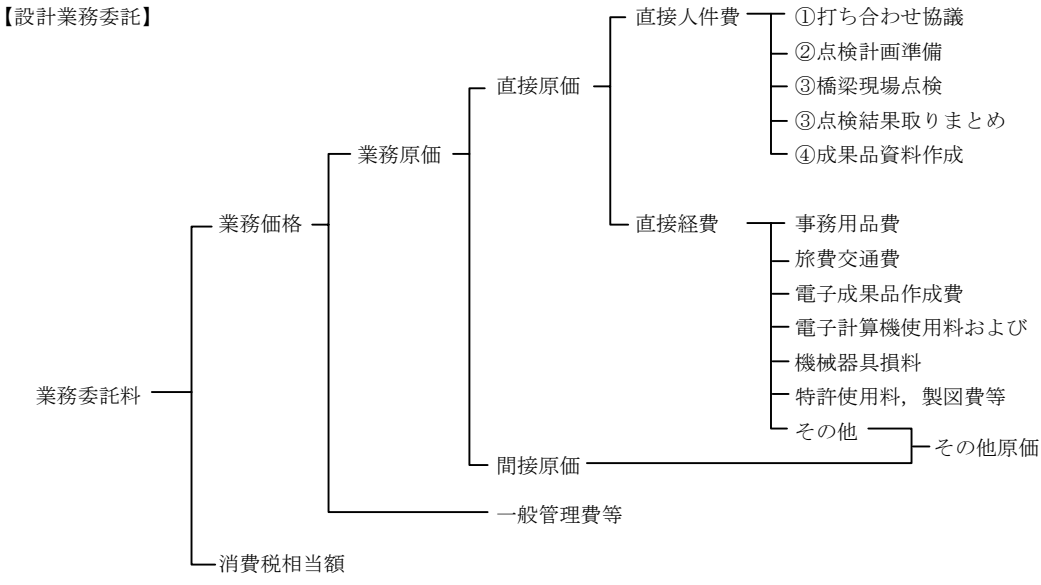 【設計業務委託】
直接人件費
①打ち合わせ協議
②点検計画準備
直接原価
③橋梁現場点検
③点検結果取りまとめ
業務原価
④成果品資料作成
業務価格
直接経費
事務用品費
旅費交通費
電子成果品作成費
電子計算機使用料および
機械器具損料
業務委託料
特許使用料，製図費等
その他
その他原価
間接原価
一般管理費等
消費税相当額